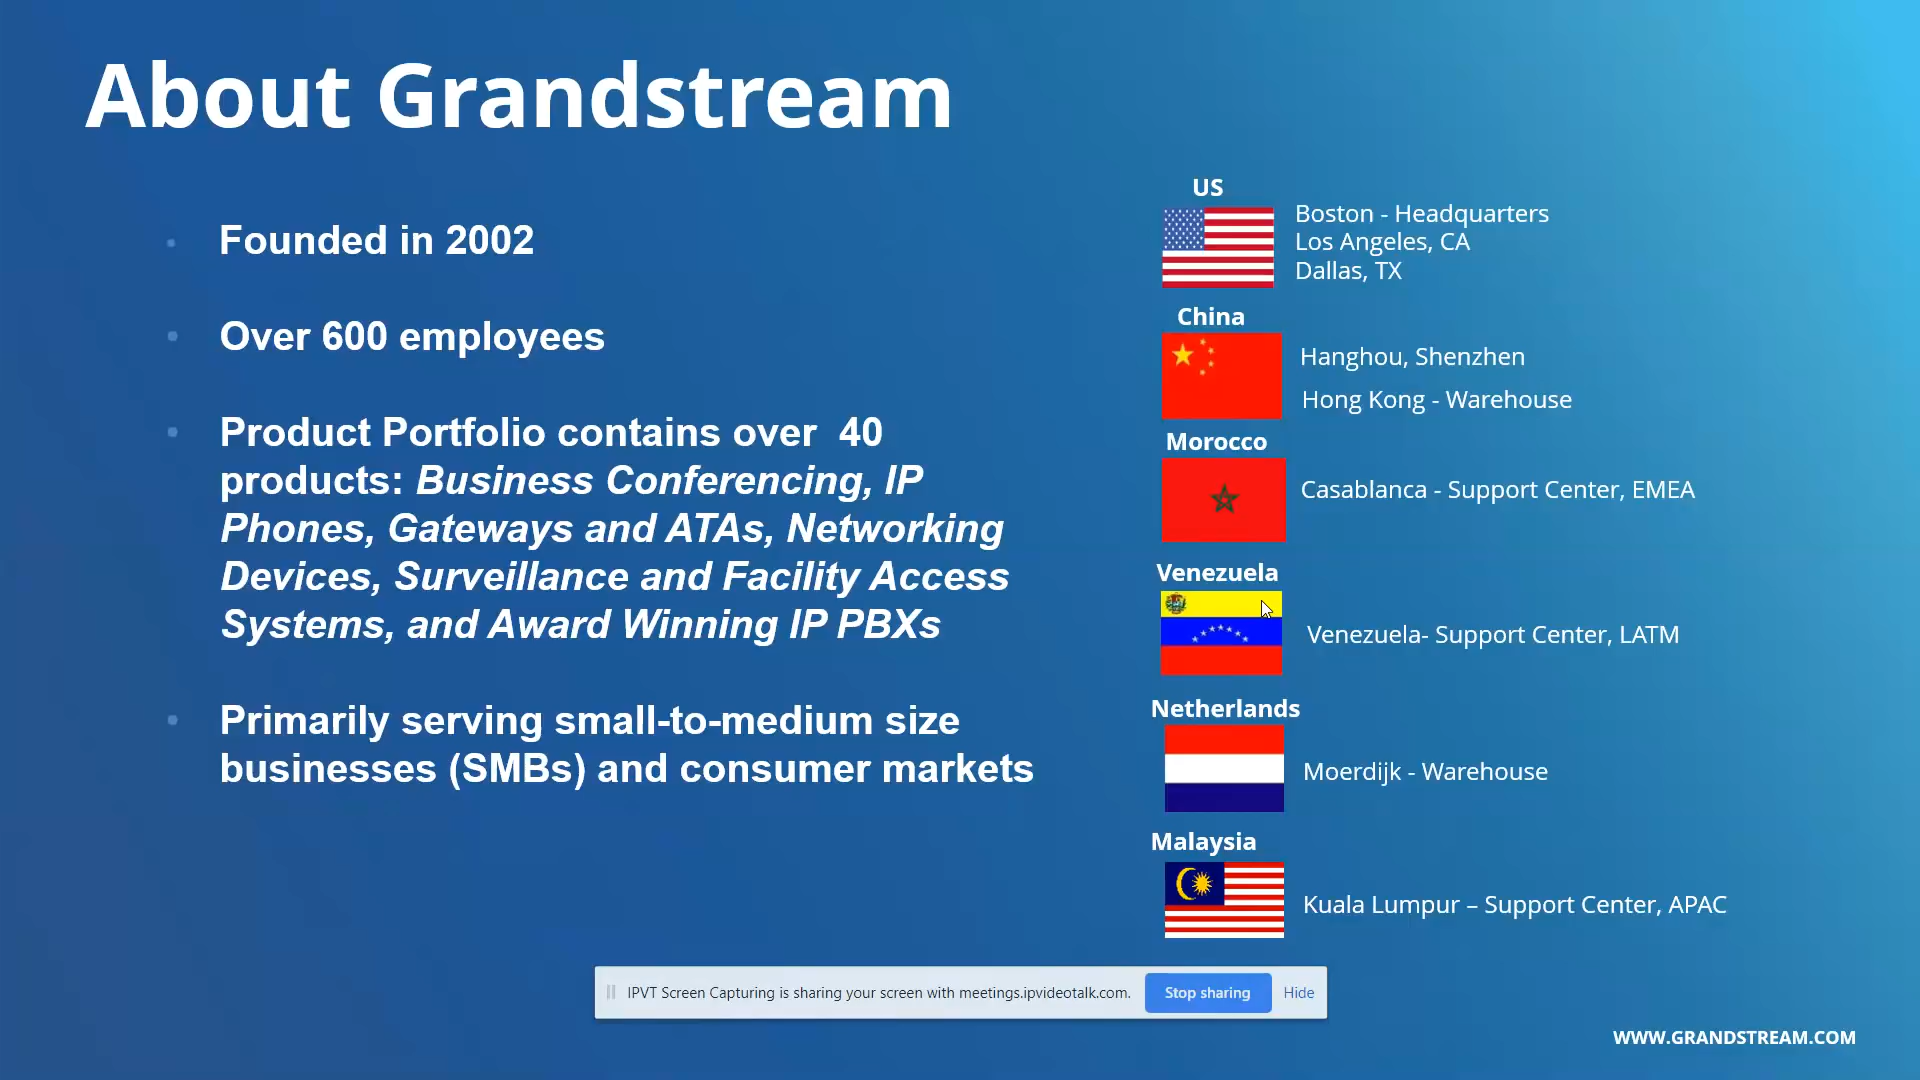 About Grandstream
Founded in 2002
Over 600 employees
Product Portfolio contains over  40
products: Business Conferencing, IP
Phones, Gateways and ATAs, Networking
Devices, Surveillance and Facility Access
Systems, and Award Winning IP PBXs
Primarily serving small-to-medium size
businesses (SMBs) and consumer markets
US
Boston - Headquarters
Los Angeles, CA
Dallas, TX
China
Hanghou, Shenzhen
Hong Kong - Warehouse
Morocco
Casablanca - Support Center, EMEA
Venezuela
Venezuela- Support Center, LATM
Netherlands
Moerdijk - Warehouse
Malaysia
Kuala Lumpur – Support Center, APAC
IPVT Screen Capturing is sharing your screen with meetings.ipvideotalk.com.
Stop sharing
Hide
WWW.GRANDSTREAM.COM